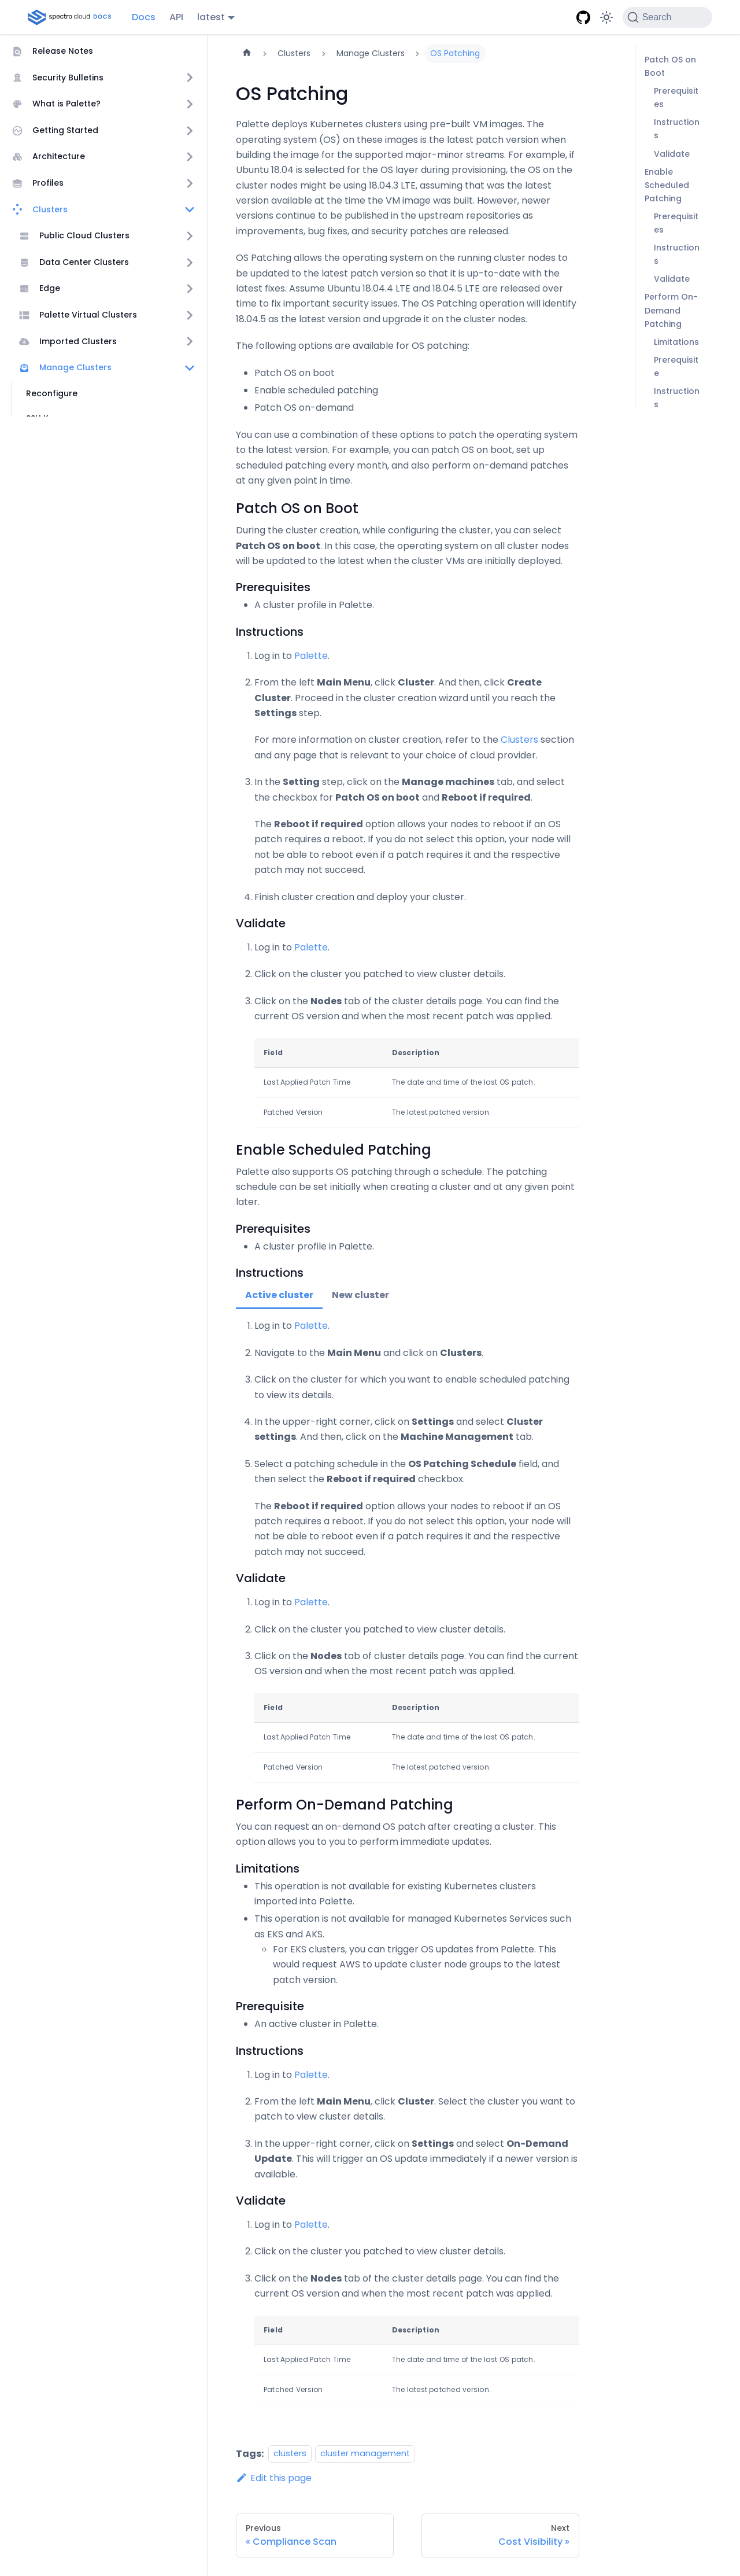 spectro cloud DOCS
Docs
API
latest
Search
Release Notes
Security Bulletins
What is Palette?
Getting Started
Architecture
Profiles
Clusters
Public Cloud Clusters
Data Center Clusters
Edge
Palette Virtual Clusters
Imported Clusters
Manage Clusters
Reconfigure
Clusters
Manage Clusters
OS Patching
OS Patching
Palette deploys Kubernetes clusters using pre-built VM images. The
operating system (OS) on these images is the latest patch version when
building the image for the supported major-minor streams. For example, if
Ubuntu 18.04 is selected for the OS layer during provisioning, the OS on the
cluster nodes might be using 18.04.3 LTE, assuming that was the latest
version available at the time the VM image was built. However, newer
versions continue to be published in the upstream repositories as
improvements, bug fixes, and security patches are released.
OS Patching allows the operating system on the running cluster nodes to
be updated to the latest patch version so that it is up-to-date with the
latest fixes. Assume Ubuntu 18.04.4 LTE and 18.04.5 LTE are released over
time to fix important security issues. The OS Patching operation will identify
18.04.5 as the latest version and upgrade it on the cluster nodes.
The following options are available for OS patching:
Patch OS on boot
Enable scheduled patching
Patch OS on-demand
You can use a combination of these options to patch the operating system
to the latest version. For example, you can patch OS on boot, set up
scheduled patching every month, and also perform on-demand patches
at any given point in time.
Patch OS on Boot
During the cluster creation, while configuring the cluster, you can select
Patch OS on boot. In this case, the operating system on all cluster nodes
will be updated to the latest when the cluster VMs are initially deployed.
Prerequisites
A cluster profile in Palette.
Instructions
1. Log in to Palette.
2. From the left Main Menu, click Cluster. And then, click Create
Cluster. Proceed in the cluster creation wizard until you reach the
Settings step.
For more information on cluster creation, refer to the Clusters section
and any page that is relevant to your choice of cloud provider.
3. In the Setting step, click on the Manage machines tab, and select
the checkbox for Patch OS on boot and Reboot if required.
The Reboot if required option allows your nodes to reboot if an OS
patch requires a reboot. If you do not select this option, your node will
not be able to reboot even if a patch requires it and the respective
patch may not succeed.
4. Finish cluster creation and deploy your cluster.
Validate
1. Log in to Palette.
2. Click on the cluster you patched to view cluster details.
3. Click on the Nodes tab of the cluster details page. You can find the
current OS version and when the most recent patch was applied.
Field Description
Last Applied Patch Time The date and time of the last OS patch.
Patched Version The latest patched version.
Enable Scheduled Patching
Palette also supports OS patching through a schedule. The patching
schedule can be set initially when creating a cluster and at any given point
later.
Prerequisites
A cluster profile in Palette.
Instructions
Active cluster New cluster
1. Log in to Palette.
2. Navigate to the Main Menu and click on Clusters.
3. Click on the cluster for which you want to enable scheduled patching
to view its details.
4. In the upper-right corner, click on Settings and select Cluster
settings. And then, click on the Machine Management tab.
5. Select a patching schedule in the OS Patching Schedule field, and
then select the Reboot if required checkbox.
The Reboot if required option allows your nodes to reboot if an OS
patch requires a reboot. If you do not select this option, your node will
not be able to reboot even if a patch requires it and the respective
patch may not succeed.
Validate
1. Log in to Palette.
2. Click on the cluster you patched to view cluster details.
3. Click on the Nodes tab of cluster details page. You can find the current
OS version and when the most recent patch was applied.
Field Description
Last Applied Patch Time The date and time of the last OS patch.
Patched Version The latest patched version.
Perform On-Demand Patching
You can request an on-demand OS patch after creating a cluster. This
option allows you to you to perform immediate updates.
Limitations
This operation is not available for existing Kubernetes clusters
imported into Palette.
This operation is not available for managed Kubernetes Services such
as EKS and AKS.
For EKS clusters, you can trigger OS updates from Palette. This
would request AWS to update cluster node groups to the latest
patch version.
Prerequisite
An active cluster in Palette.
Instructions
1. Log in to Palette.
2. From the left Main Menu, click Cluster. Select the cluster you want to
patch to view cluster details.
3. In the upper-right corner, click on Settings and select On-Demand
Update. This will trigger an OS update immediately if a newer version is
available.
Validate
1. Log in to Palette.
2. Click on the cluster you patched to view cluster details.
3. Click on the Nodes tab of the cluster details page. You can find the
current OS version and when the most recent patch was applied.
Field Description
Last Applied Patch Time The date and time of the last OS patch.
Patched Version The latest patched version.
Tags: clusters cluster management
Edit this page
Previous
« Compliance Scan
Next
Cost Visibility »
Patch OS on
Boot
Prerequisit
es
Instruction
s
Validate
Enable
Scheduled
Patching
Prerequisit
es
Instruction
s
Validate
Perform On-
Demand
Patching
Limitations
Prerequisit
e
Instruction
s